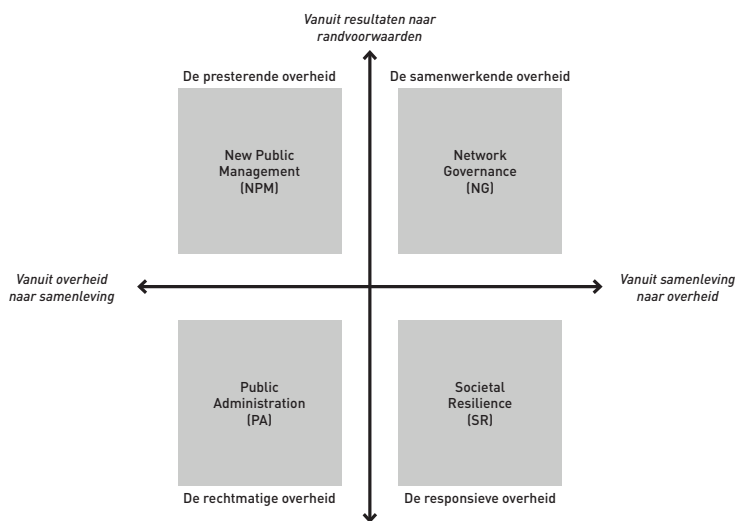 Vanuit resultaten naar
randvoorwaarden
De presterende overheid
De samenwerkende overheid
New Public
Management
(NPM)
Network
Governance
(NG)
Vanuit overheid
naar samenleving
Vanuit samenleving
naar overheid
Public
Administration
(PA)
Societal
Resilience
(SR)
De rechtmatige overheid
De responsieve overheid